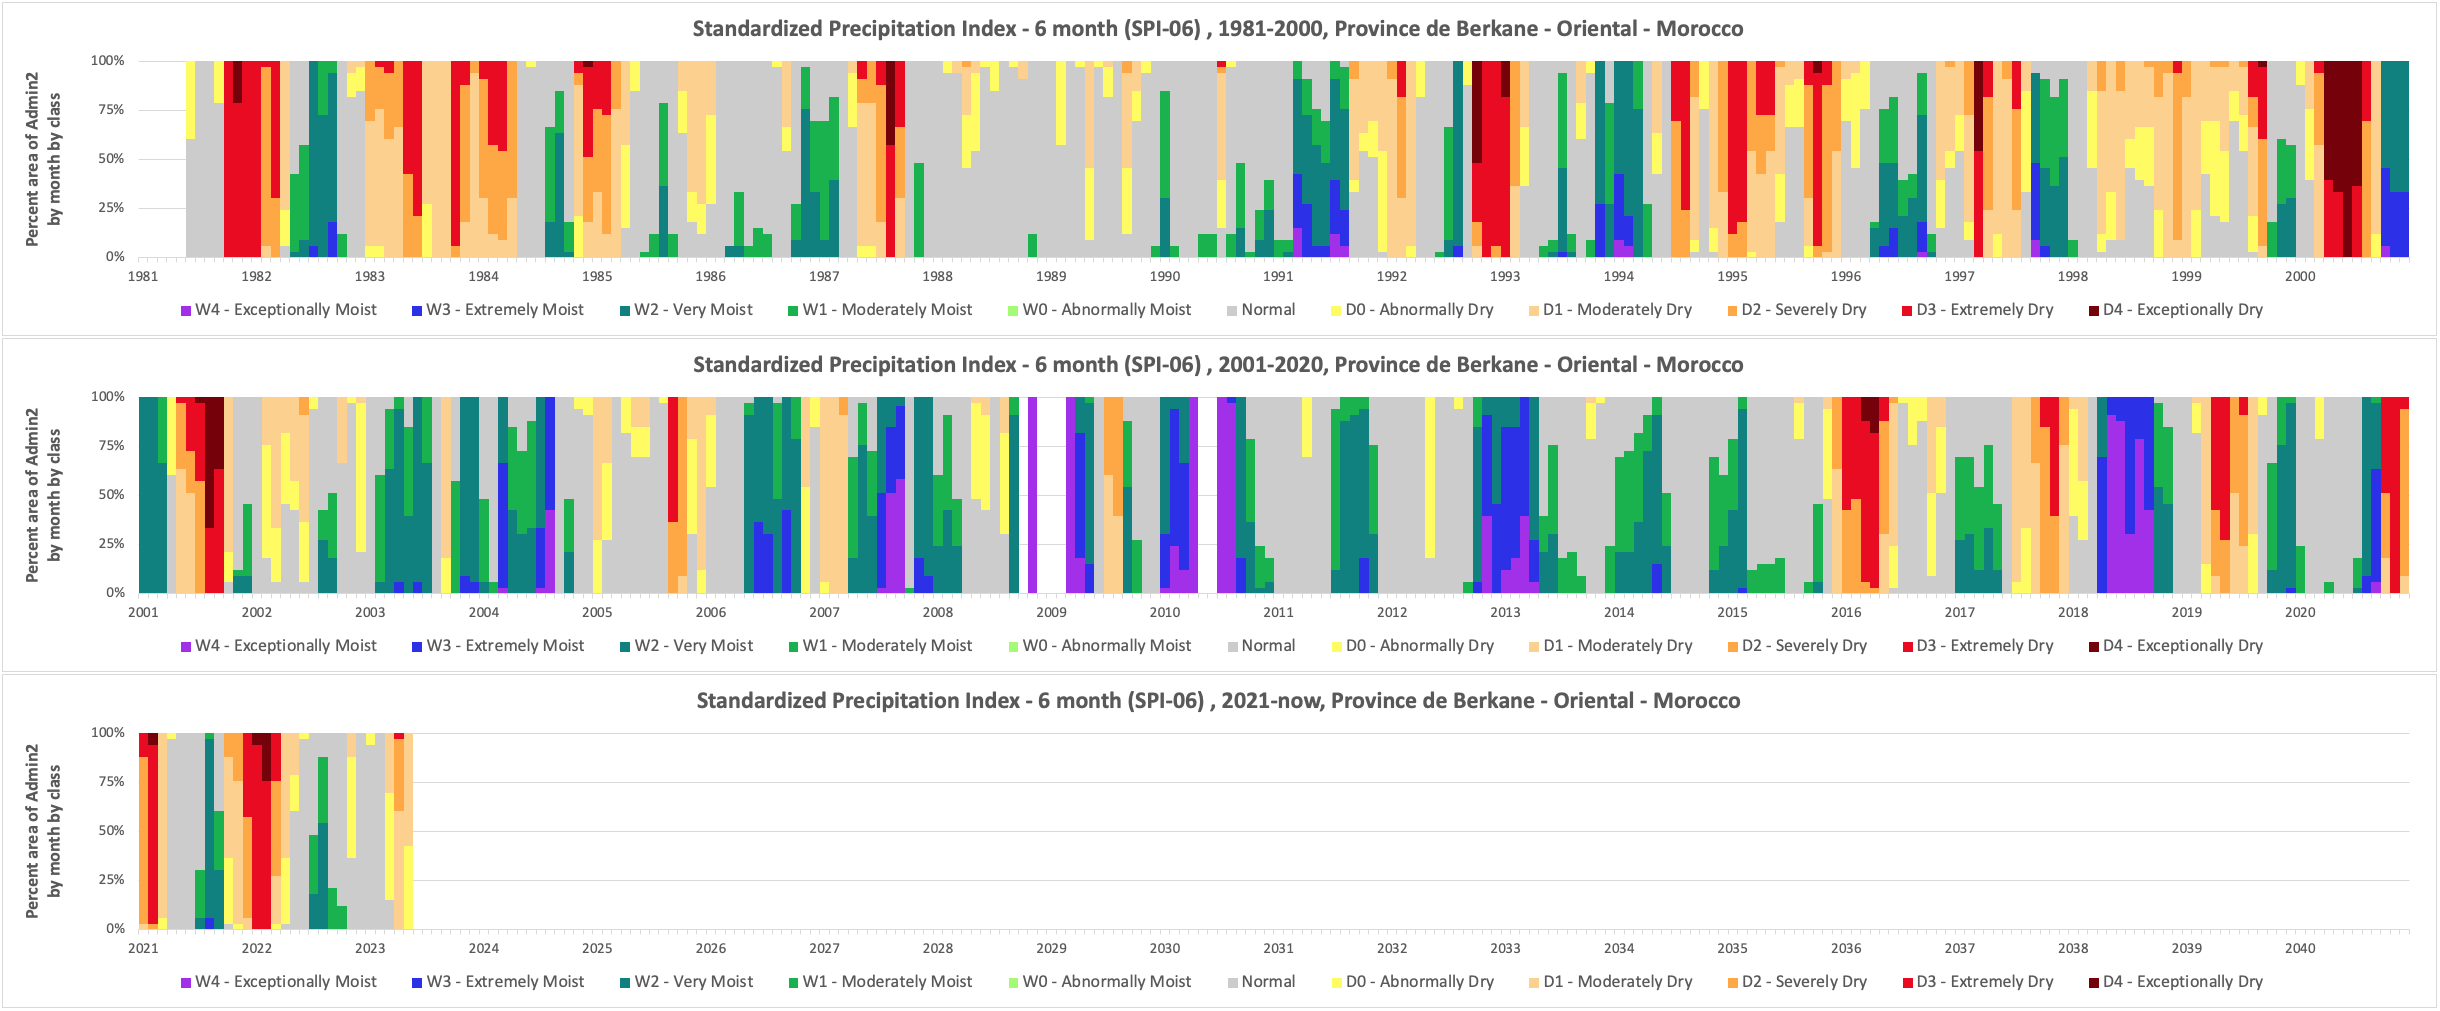 Standardized Precipitation Index - 6 month (SPI-06) , 1981-2000, Province de Berkane - Oriental - Morocco
Percent area of Admin2
by month by class
100%
75%
50%
25%
0%
1981 1982 1983 1984 1985 1986 1987 1988 1989 1990 1991 1992 1993 1994 1995 1996 1997 1998 1999 2000
W4 - Exceptionally Moist W3 - Extremely Moist W2 - Very Moist W1 - Moderately Moist W0 - Abnormally Moist Normal D0 - Abnormally Dry D1 - Moderately Dry D2 - Severely Dry D3 - Extremely Dry D4 - Exceptionally Dry
Standardized Precipitation Index - 6 month (SPI-06) , 2001-2020, Province de Berkane - Oriental - Morocco
Percent area of Admin2
by month by class
100%
75%
50%
25%
0%
2001 2002 2003 2004 2005 2006 2007 2008 2009 2010 2011 2012 2013 2014 2015 2016 2017 2018 2019 2020
W4 - Exceptionally Moist W3 - Extremely Moist W2 - Very Moist W1 - Moderately Moist W0 - Abnormally Moist Normal D0 - Abnormally Dry D1 - Moderately Dry D2 - Severely Dry D3 - Extremely Dry D4 - Exceptionally Dry
Standardized Precipitation Index - 6 month (SPI-06) , 2021-now, Province de Berkane - Oriental - Morocco
Percent area of Admin2
by month by class
100%
75%
50%
25%
0%
2021 2022 2023 2024 2025 2026 2027 2028 2029 2030 2031 2032 2033 2034 2035 2036 2037 2038 2039 2040
W4 - Exceptionally Moist W3 - Extremely Moist W2 - Very Moist W1 - Moderately Moist W0 - Abnormally Moist Normal D0 - Abnormally Dry D1 - Moderately Dry D2 - Severely Dry D3 - Extremely Dry D4 - Exceptionally Dry